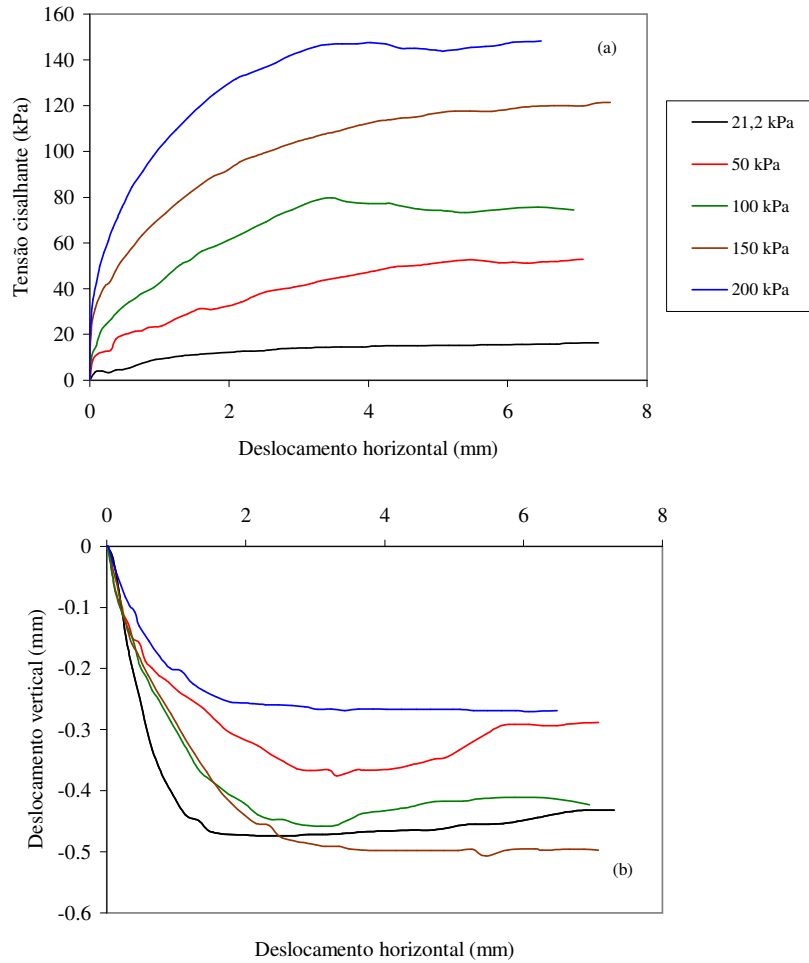 160
140
120
100
80
60
40
20
0
Tensão cisalhante (kPa)
(a)
0 2 4 6 8
Deslocamento horizontal (mm)
21,2 kPa
50 kPa
100 kPa
150 kPa
200 kPa
0 2 4 6 8
0
-0.1
-0.2
-0.3
-0.4
-0.5
-0.6
Deslocamento vertical (mm)
(b)
Deslocamento horizontal (mm)